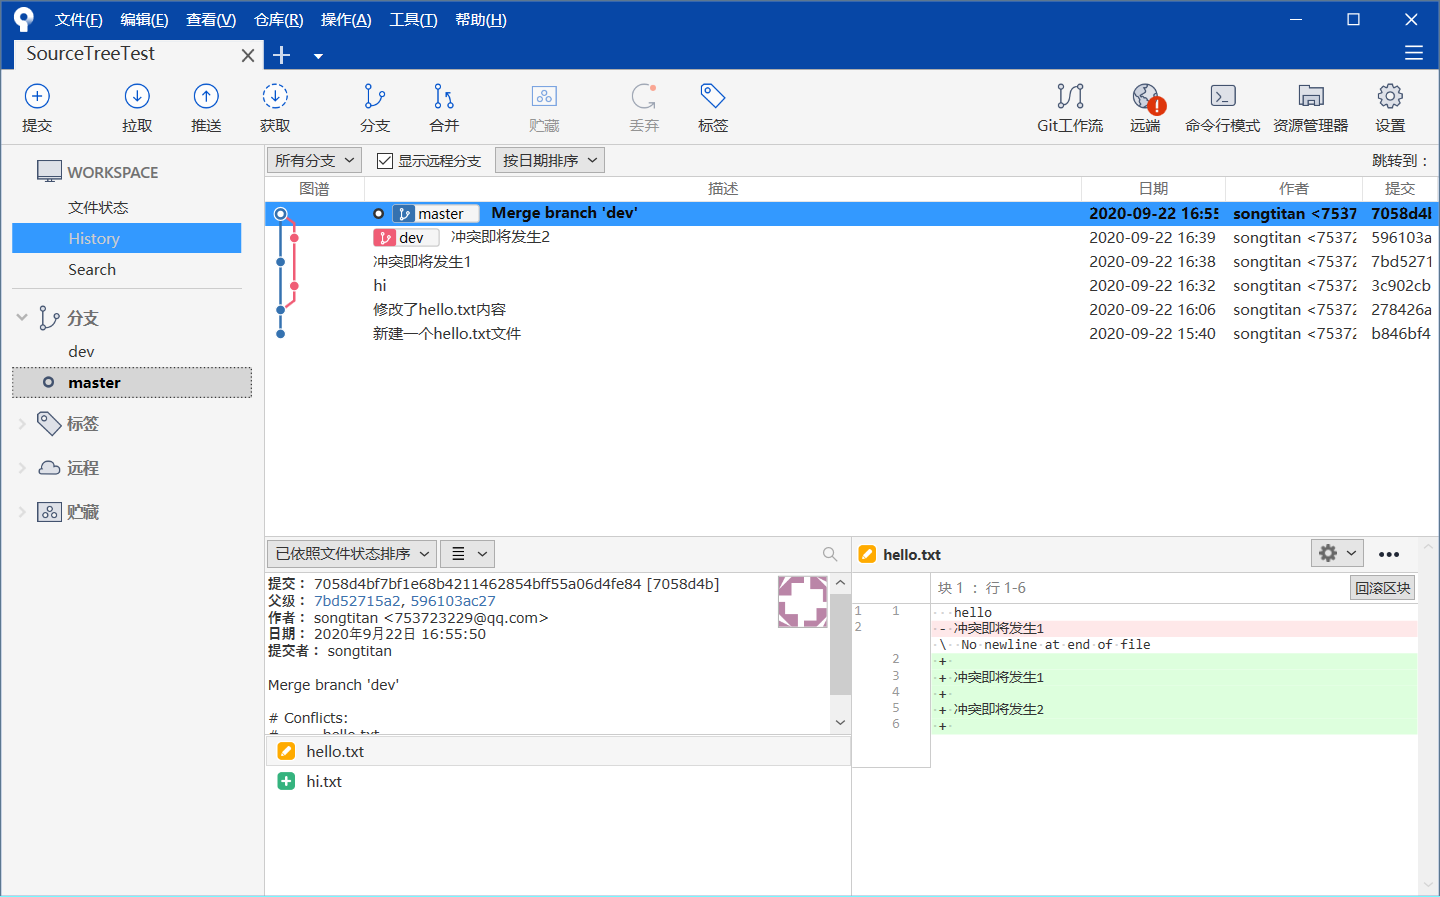 文件(F) 编辑(E) 查看(V) 仓库(R) 操作(A) 工具(T) 帮助(H)
SourceTreeTest
提交 拉取 推送 获取 分支 合并 贮藏 丢弃 标签 Git工作流 远端 命令行模式 资源管理器 设置
WORKSPACE
文件状态
History
Search
分支
dev
master
标签
远程
贮藏
所有分支 显示远程分支 按日期排序 跳转到：
图谱 描述 日期 作者 提交
master Merge branch 'dev' 2020-09-22 16:55 songtitan <7537 7058d4b
dev 冲突即将发生2 2020-09-22 16:39 songtitan <75372 596103a
冲突即将发生1 2020-09-22 16:38 songtitan <75372 7bd5271
hi 2020-09-22 16:32 songtitan <75372 3c902cb
修改了hello.txt内容 2020-09-22 16:06 songtitan <75372 278426a
新建一个hello.txt文件 2020-09-22 15:40 songtitan <75372 b846bf4
已依照文件状态排序
提交： 7058d4bf7bf1e68b4211462854bff55a06d4fe84 [7058d4b]
父级： 7bd52715a2, 596103ac27
作者： songtitan <753723229@qq.com>
日期： 2020年9月22日 16:55:50
提交者： songtitan
Merge branch 'dev'
# Conflicts:
# hello.txt
hello.txt
hi.txt
hello.txt
块 1 ： 行 1-6 回滚区块
1 1 hello
2 - 冲突即将发生1
\ No newline at end of file
2 +
3 + 冲突即将发生1
4 +
5 + 冲突即将发生2
6 +